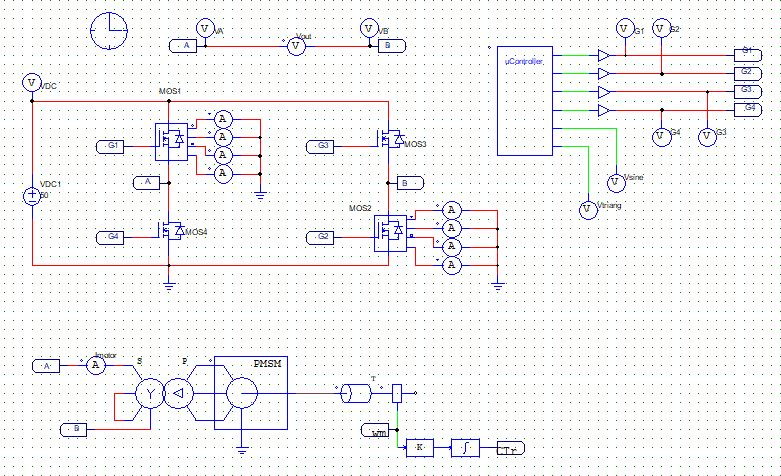 V VA
A
V Vout
V VB
B
V G1
V G2
µController
G1
G2
G3
G4
V G4
V G3
V Vsine
V Vtriang
V VDC
MOS1
G1
A
A
A
A
A
VDC1
50
G4
MOS4
G3
MOS3
B
MOS2
G2
A
A
A
A
A
A Imotor
S
P
Y
PMSM
B
T
wm
K
∫
Tr